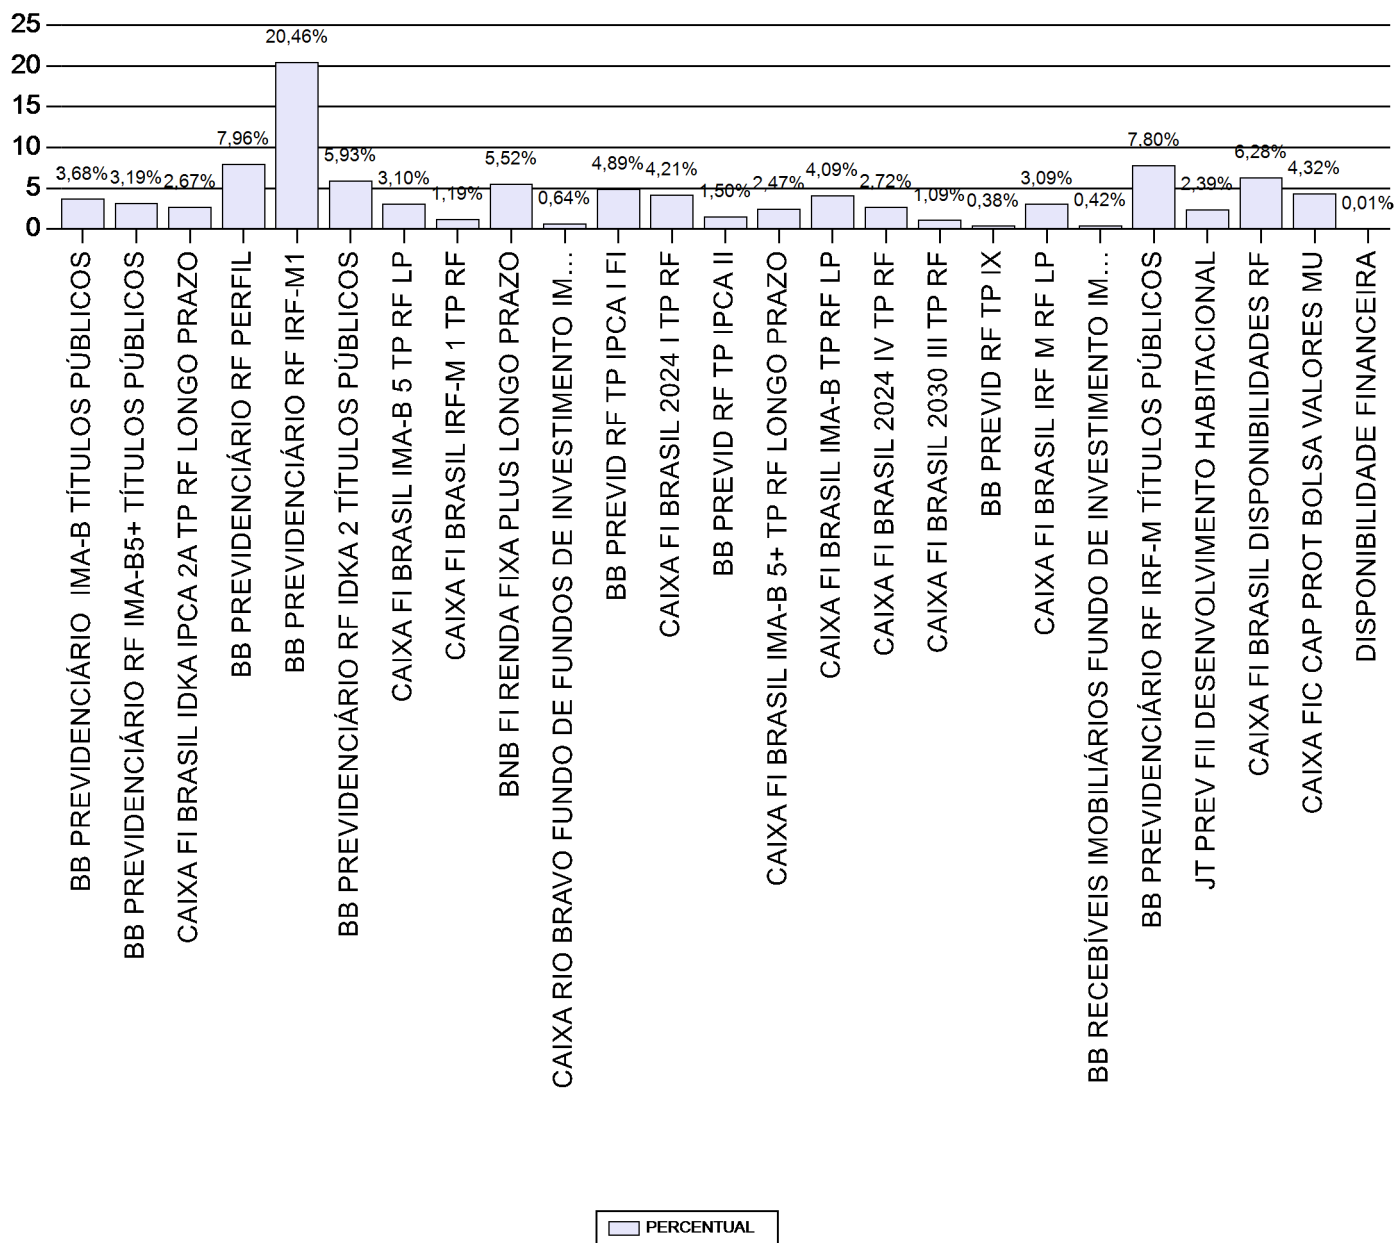 25
20
15
10
5
0
3,68%
3,19%
2,67%
7,96%
20,46%
5,93%
3,10%
1,19%
5,52%
0,64%
4,89%
4,21%
1,50%
2,47%
4,09%
2,72%
1,09%
0,38%
3,09%
0,42%
7,80%
2,39%
6,28%
4,32%
0,01%
BB PREVIDENCIÁRIO  IMA-B TÍTULOS PÚBLICOS
BB PREVIDENCIÁRIO RF IMA-B5+ TÍTULOS PÚBLICOS
CAIXA FI BRASIL IDKA IPCA 2A TP RF LONGO PRAZO
BB PREVIDENCIÁRIO RF PERFIL
BB PREVIDENCIÁRIO RF IRF-M1
BB PREVIDENCIÁRIO RF IDKA 2 TÍTULOS PÚBLICOS
CAIXA FI BRASIL IMA-B 5 TP RF LP
CAIXA FI BRASIL IRF-M 1 TP RF
BNB FI RENDA FIXA PLUS LONGO PRAZO
CAIXA RIO BRAVO FUNDO DE FUNDOS DE INVESTIMENTO IM...
BB PREVID RF TP IPCA I FI
CAIXA FI BRASIL 2024 I TP RF
BB PREVID RF TP IPCA II
CAIXA FI BRASIL IMA-B 5+ TP RF LONGO PRAZO
CAIXA FI BRASIL IMA-B TP RF LP
CAIXA FI BRASIL 2024 IV TP RF
CAIXA FI BRASIL 2030 III TP RF
BB PREVID RF TP IX
CAIXA FI BRASIL IRF M RF LP
BB RECEBÍVEIS IMOBILIÁRIOS FUNDO DE INVESTIMENTO IM...
BB PREVIDENCIÁRIO RF IRF-M TÍTULOS PÚBLICOS
JT PREV FII DESENVOLVIMENTO HABITACIONAL
CAIXA FI BRASIL DISPONIBILIDADES RF
CAIXA FIC CAP PROT BOLSA VALORES MU
DISPONIBILIDADE FINANCEIRA
PERCENTUAL